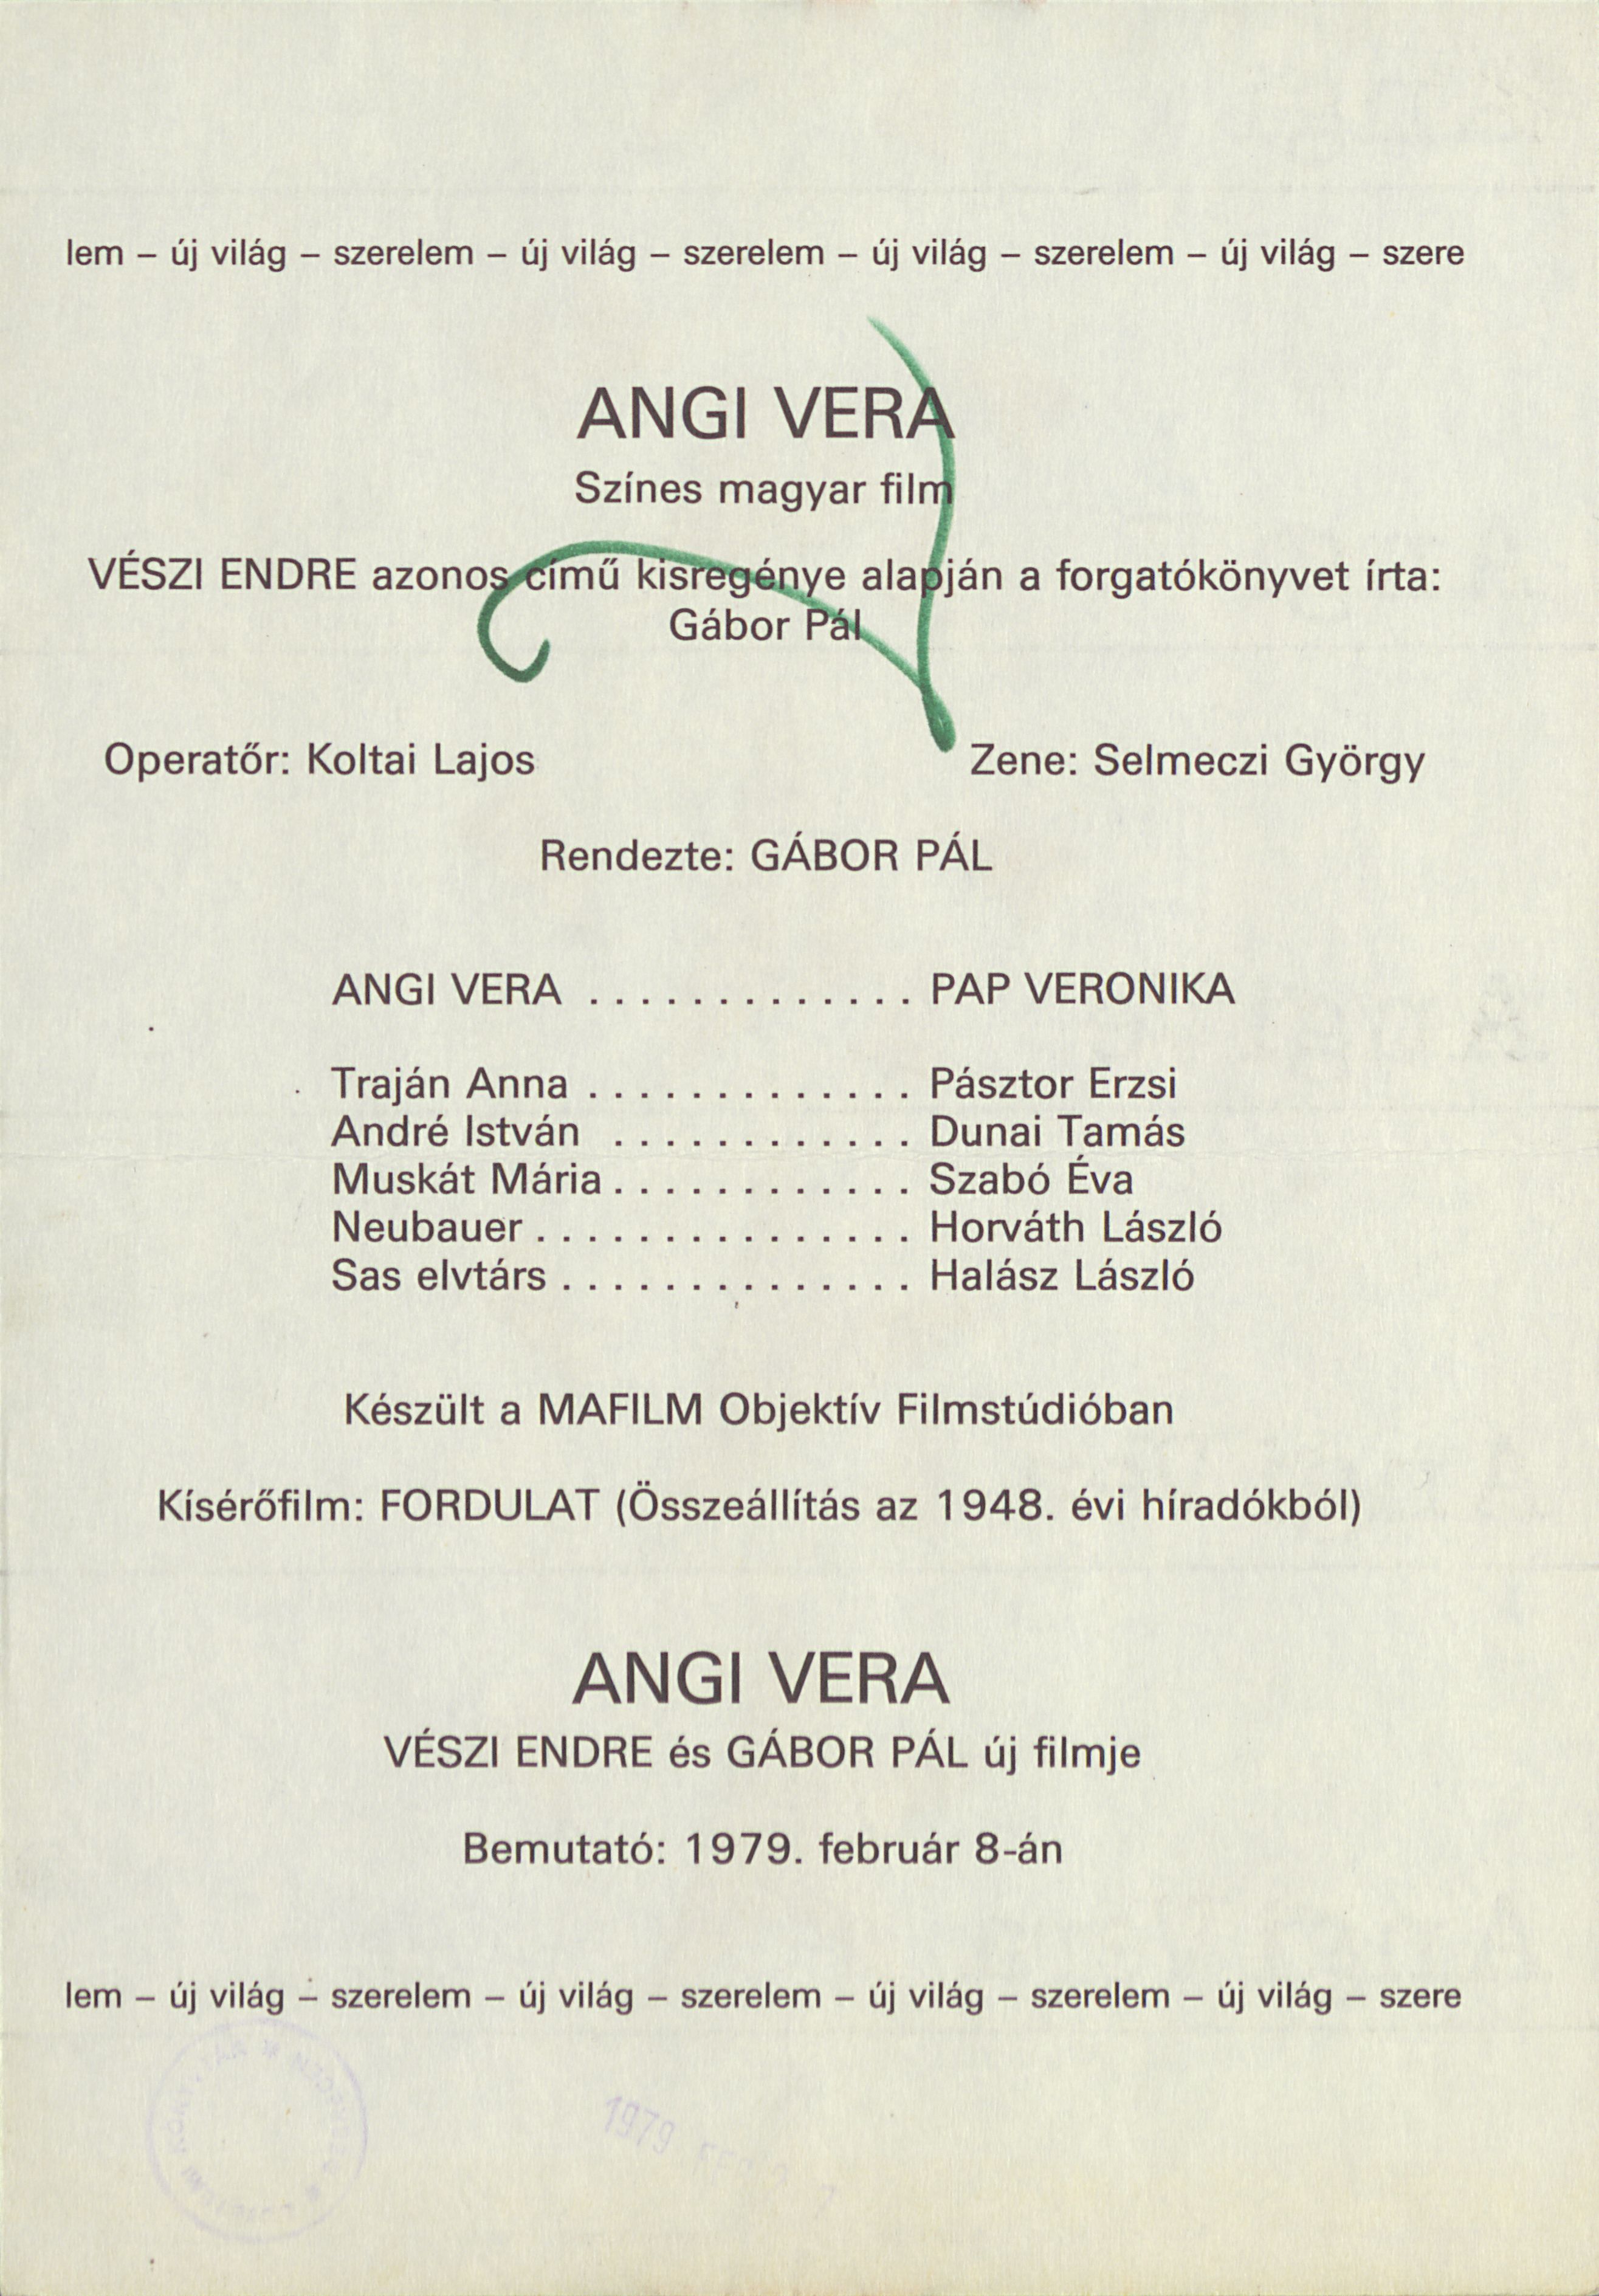 lem – új világ – szerelem – új világ – szerelem – új világ – szerelem – új világ – szere
ANGI VERA
Színes magyar film
VÉSZI ENDRE azonos című kisregénye alapján a forgatókönyvet írta:
Gábor Pál
Operatőr: Koltai Lajos Zene: Selmeczi György
Rendezte: GÁBOR PÁL
ANGI VERA ............. PAP VERONIKA
Traján Anna ............. Pásztor Erzsi
André István ............ Dunai Tamás
Muskát Mária ............ Szabó Éva
Neubauer ............... Horváth László
Sas elvtárs .............. Halász László
Készült a MAFILM Objektív Filmstúdióban
Kísérőfilm: FORDULAT (Összeállítás az 1948. évi híradókból)
ANGI VERA
VÉSZI ENDRE és GÁBOR PÁL új filmje
Bemutató: 1979. február 8-án
lem – új világ – szerelem – új világ – szerelem – új világ – szerelem – új világ – szere
1979